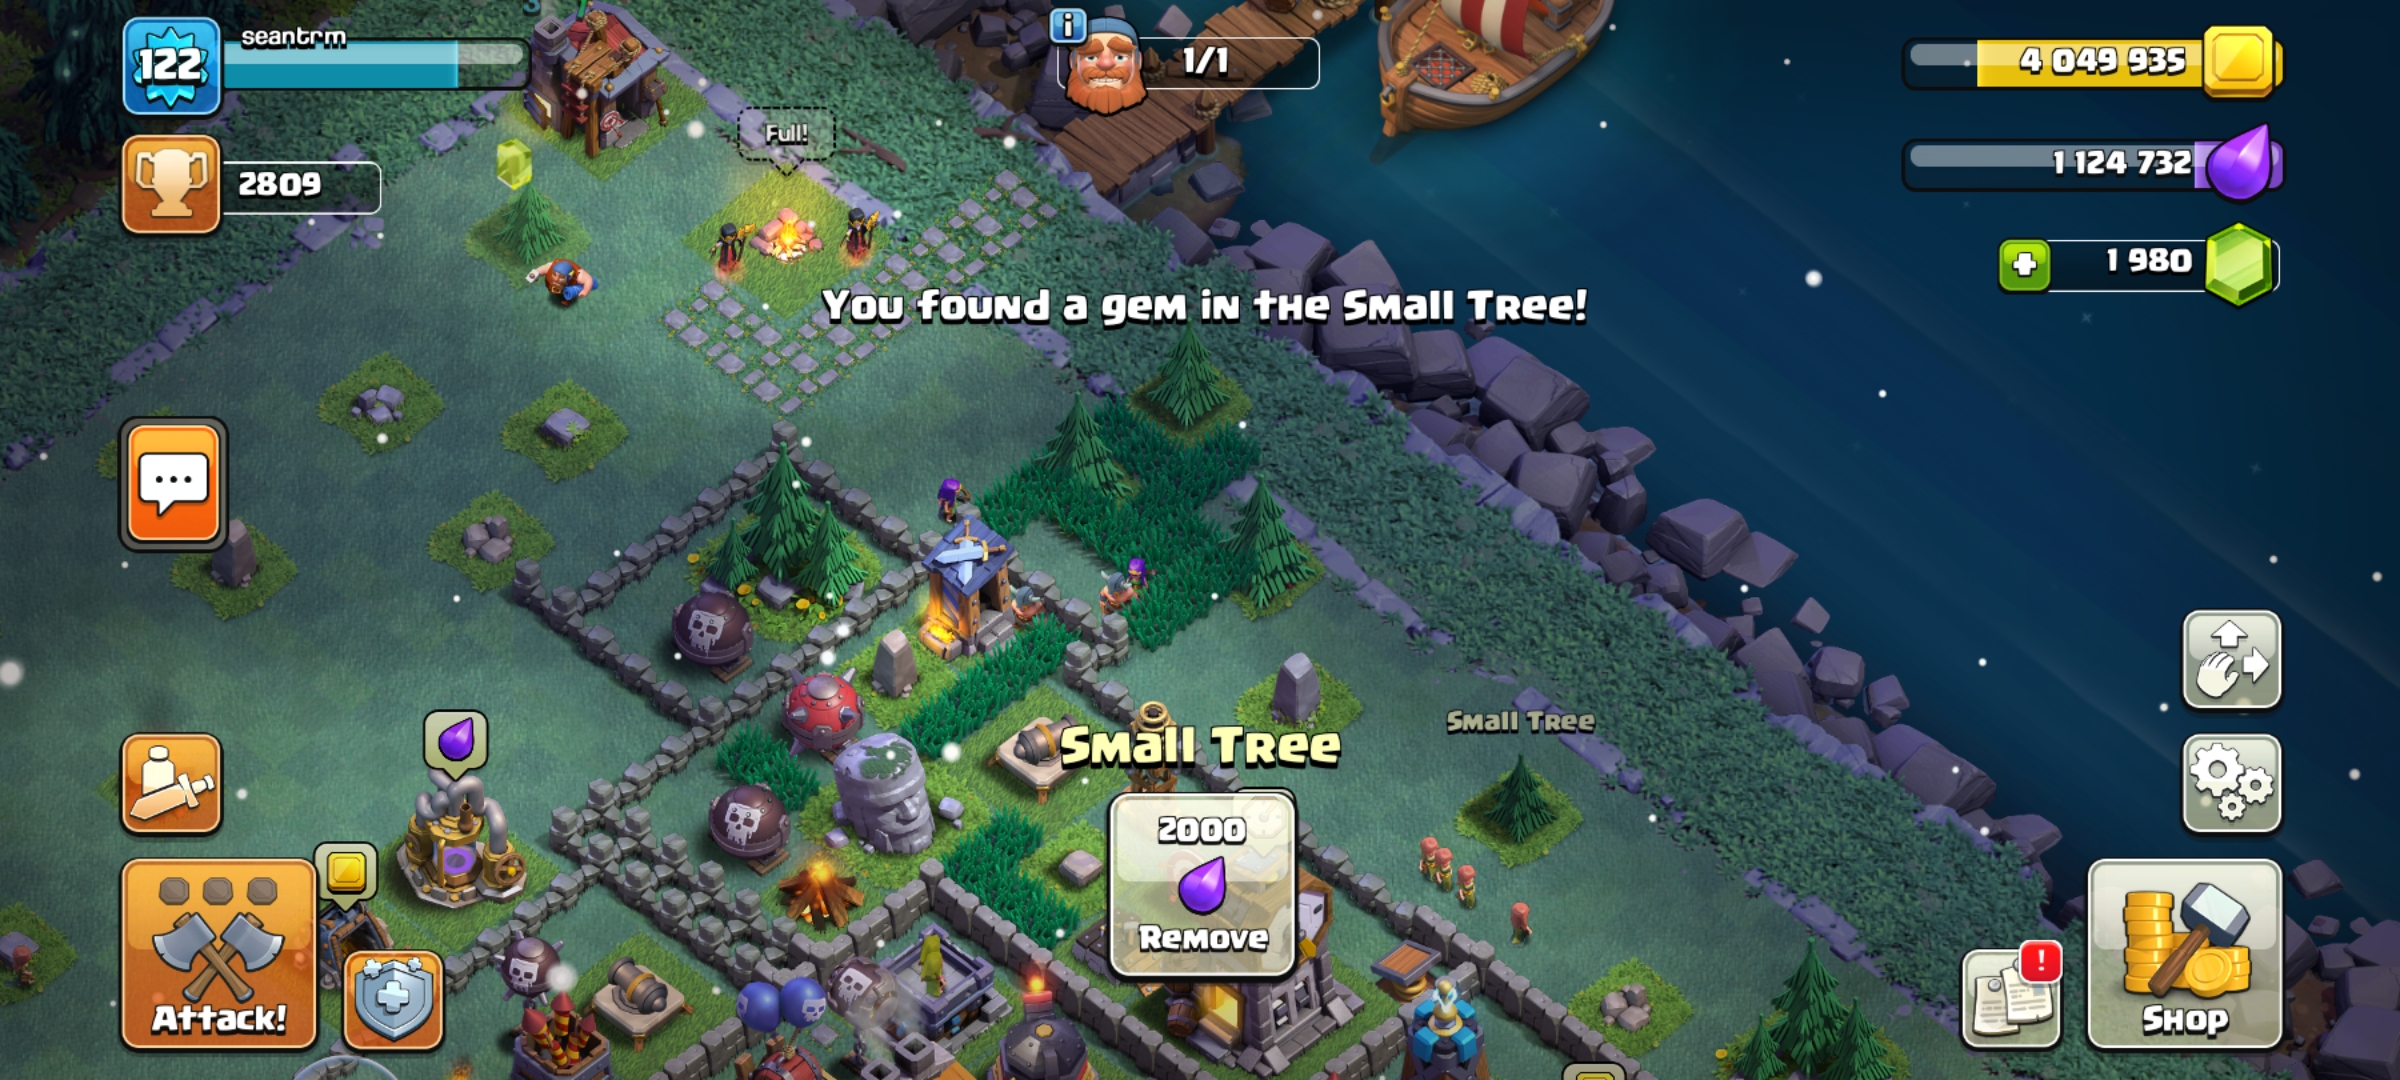 122
seantrm
i
1/1
4 049 935
2809
Full!
1 124 732
1 980
You found a gem in the Small Tree!
Small Tree
Small Tree
2000
Remove
Attack!
!
Shop